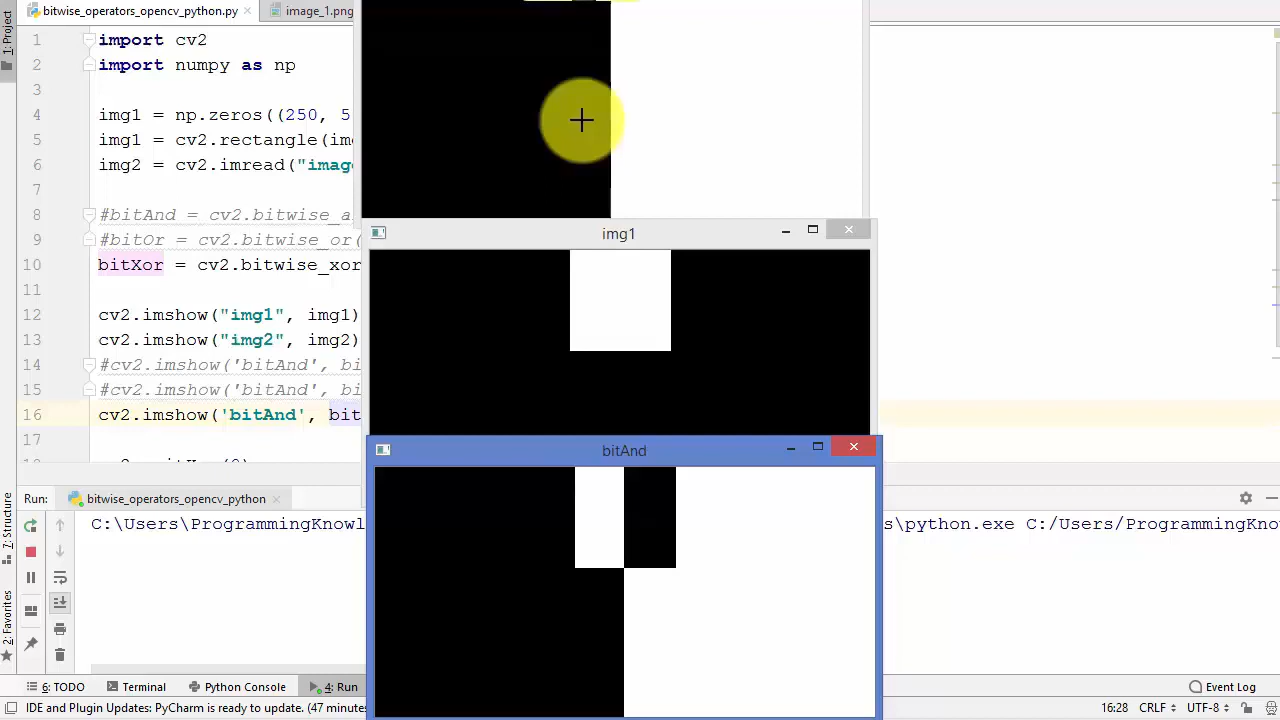 1: Project
bitwise_operators_opencv_python.py × image_1.png
1 import cv2
2 import numpy as np
3
4 img1 = np.zeros((250, 5
5 img1 = cv2.rectangle(im
6 img2 = cv2.imread("imag
7
8 #bitAnd = cv2.bitwise_a
9 #bitOr = cv2.bitwise_or(
10 bitXor = cv2.bitwise_xor
11
12 cv2.imshow("img1", img1)
13 cv2.imshow("img2", img2)
14 #cv2.imshow('bitAnd', bi
15 #cv2.imshow('bitAnd', bi
16 cv2.imshow('bitAnd', bit
17
img1
bitAnd
Run: bitwise_operators_opencv_python ×
C:\Users\ProgrammingKnowl s\python.exe C:/Users/ProgrammingKno
7: Structure
2: Favorites
6: TODO Terminal Python Console 4: Run Event Log
IDE and Plugin Updates: PyCharm is ready to update. (47 minute 16:28 CRLF UTF-8